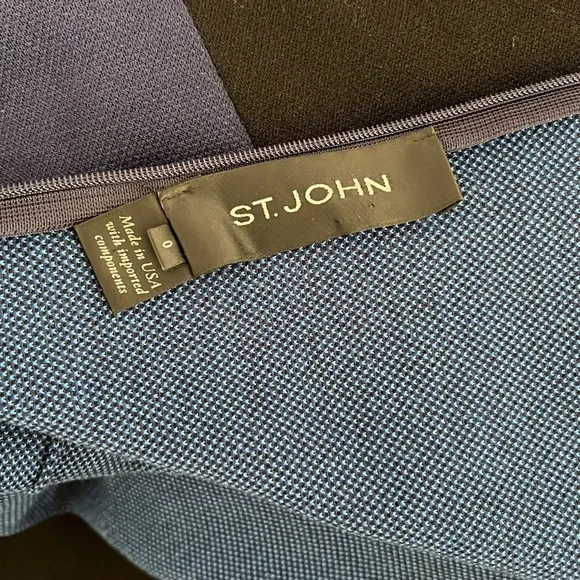 ST. JOHN
0
Made in USA
with imported
components